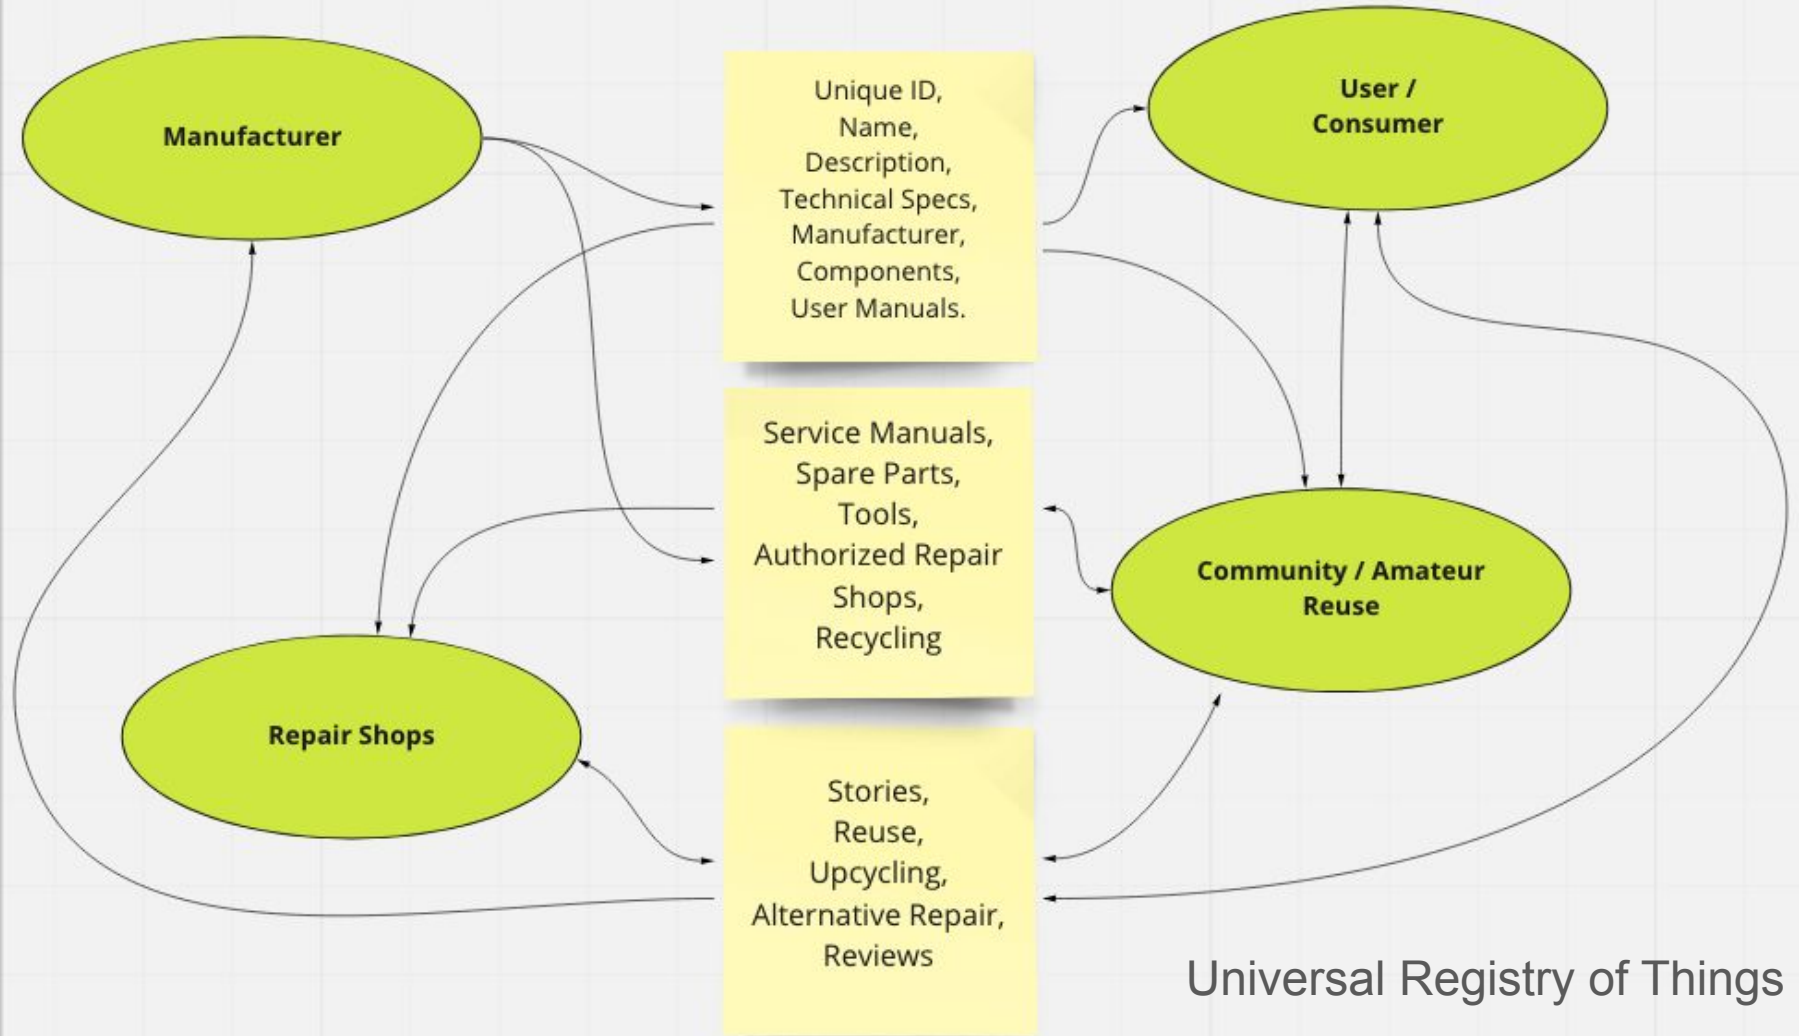 Manufacturer
Unique ID,
Name,
Description,
Technical Specs,
Manufacturer,
Components,
User Manuals.
User /
Consumer
Service Manuals,
Spare Parts,
Tools,
Authorized Repair
Shops,
Recycling
Community / Amateur
Reuse
Repair Shops
Stories,
Reuse,
Upcycling,
Alternative Repair,
Reviews
Universal Registry of Things